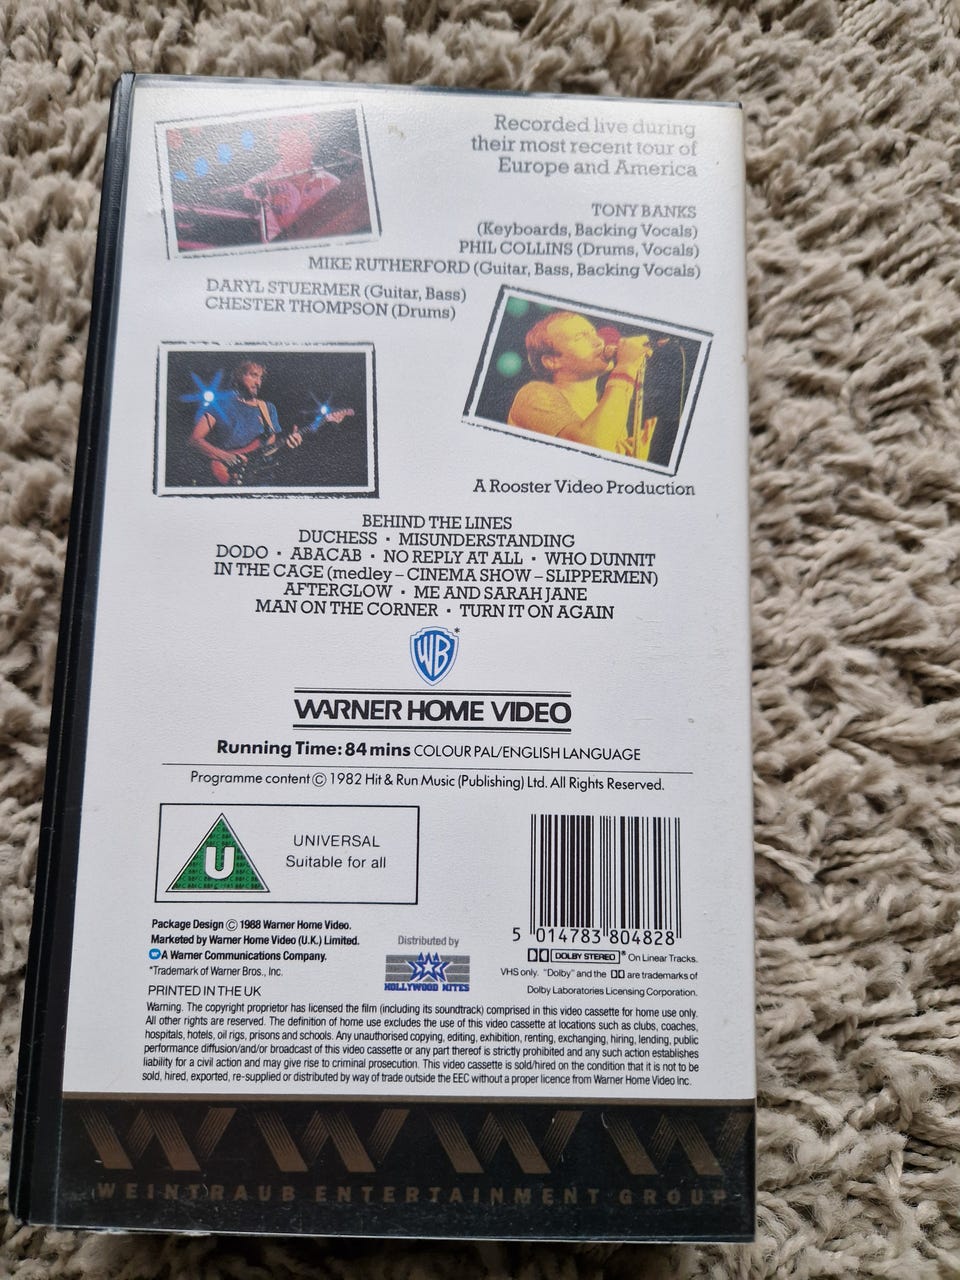 Recorded live during
their most recent tour of
Europe and America
TONY BANKS
(Keyboards, Backing Vocals)
PHIL COLLINS (Drums, Vocals)
MIKE RUTHERFORD (Guitar, Bass, Backing Vocals)
DARYL STUERMER (Guitar, Bass)
CHESTER THOMPSON (Drums)
A Rooster Video Production
BEHIND THE LINES
DUCHESS · MISUNDERSTANDING
DODO · ABACAB · NO REPLY AT ALL · WHO DUNNIT
IN THE CAGE (medley – CINEMA SHOW – SLIPPERMEN)
AFTERGLOW · ME AND SARAH JANE
MAN ON THE CORNER · TURN IT ON AGAIN
WB*
WARNER HOME VIDEO
Running Time: 84 mins COLOUR PAL/ENGLISH LANGUAGE
Programme content © 1982 Hit & Run Music (Publishing) Ltd. All Rights Reserved.
U
UNIVERSAL
Suitable for all
5 014783 804828
Package Design © 1988 Warner Home Video.
Marketed by Warner Home Video (U.K.) Limited.
A Warner Communications Company.
*Trademark of Warner Bros., Inc.
PRINTED IN THE UK
Distributed by
HOLLYWOOD NITES
DOLBY STEREO* On Linear Tracks.
VHS only. "Dolby" and the are trademarks of
Dolby Laboratories Licensing Corporation.
Warning. The copyright proprietor has licensed the film (including its soundtrack) comprised in this video cassette for home use only.
All other rights are reserved. The definition of home use excludes the use of this video cassette at locations such as clubs, coaches,
hospitals, hotels, oil rigs, prisons and schools. Any unauthorised copying, editing, exhibition, renting, exchanging, hiring, lending, public
performance diffusion/and/or broadcast of this video cassette or any part thereof is strictly prohibited and any such action establishes
liability for a civil action and may give rise to criminal prosecution. This video cassette is sold/hired on the condition that it is not to be
sold, hired, exported, re-supplied or distributed by way of trade outside the EEC without a proper licence from Warner Home Video Inc.
WEINTRAUB ENTERTAINMENT GROUP